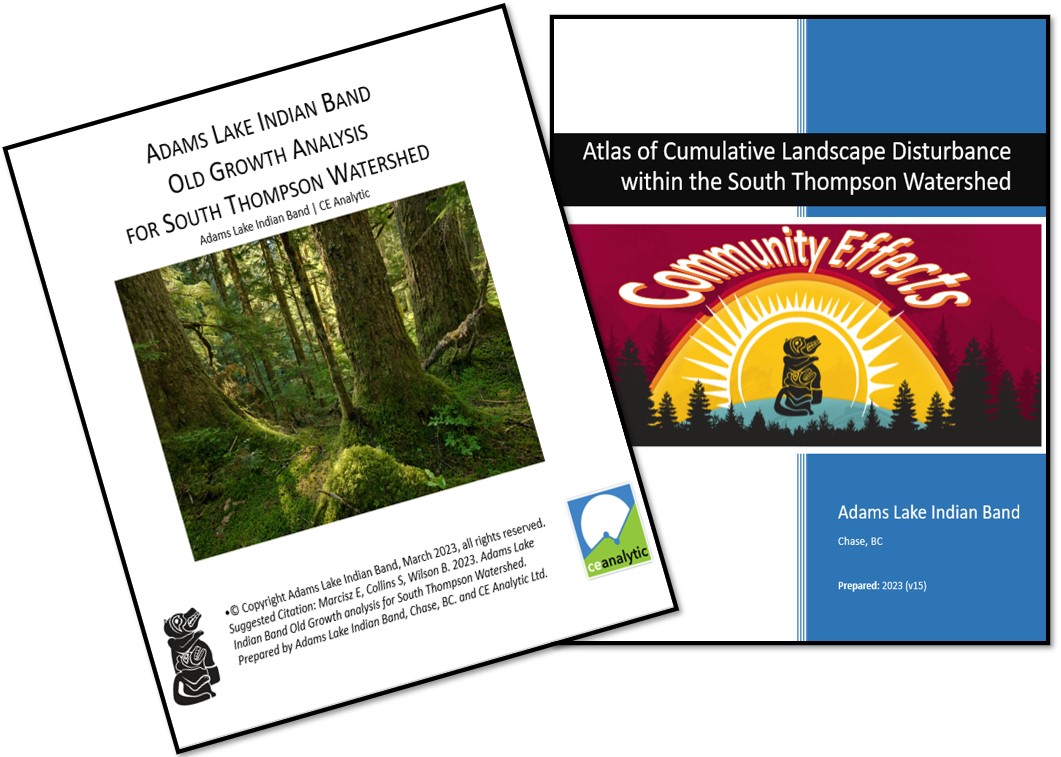 ADAMS LAKE INDIAN BAND
OLD GROWTH ANALYSIS
FOR SOUTH THOMPSON WATERSHED
Adams Lake Indian Band | CE Analytic
•© Copyright Adams Lake Indian Band, March 2023, all rights reserved.
Suggested Citation: Marcisz E, Collins S, Wilson B. 2023. Adams Lake
Indian Band Old Growth analysis for South Thompson Watershed.
Prepared by Adams Lake Indian Band, Chase, BC. and CE Analytic Ltd.
ceanalytic
Atlas of Cumulative Landscape Disturbance
within the South Thompson Watershed
Community Effects
Adams Lake Indian Band
Chase, BC
Prepared: 2023 (v15)